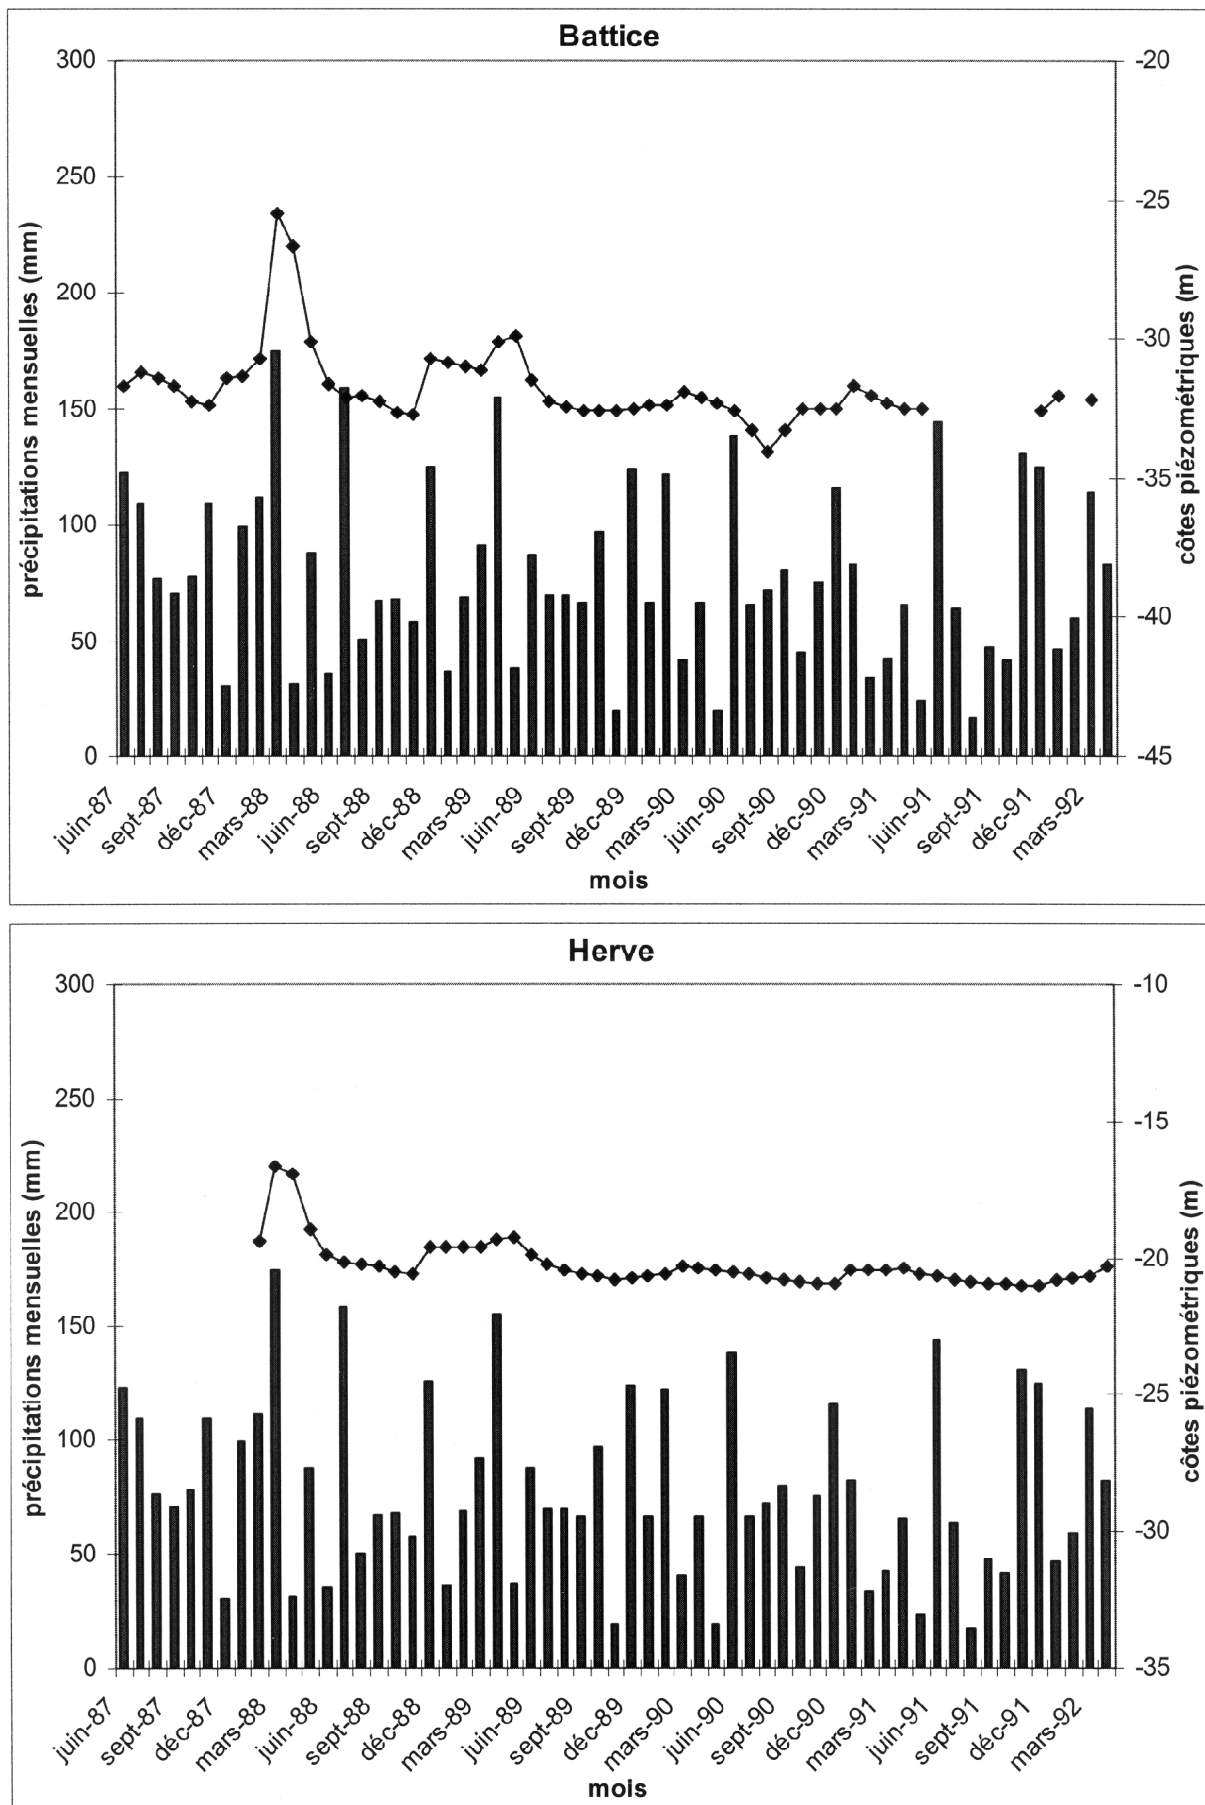 Battice
300
250
200
150
100
50
0
précipitations mensuelles (mm)
-20
-25
-30
-35
-40
-45
côtes piézométriques (m)
juin-87
sept-87
déc-87
mars-88
juin-88
sept-88
déc-88
mars-89
juin-89
sept-89
déc-89
mars-90
juin-90
sept-90
déc-90
mars-91
juin-91
sept-91
déc-91
mars-92
mois
Herve
300
250
200
150
100
50
0
précipitations mensuelles (mm)
-10
-15
-20
-25
-30
-35
côtes piézométriques (m)
juin-87
sept-87
déc-87
mars-88
juin-88
sept-88
déc-88
mars-89
juin-89
sept-89
déc-89
mars-90
juin-90
sept-90
déc-90
mars-91
juin-91
sept-91
déc-91
mars-92
mois